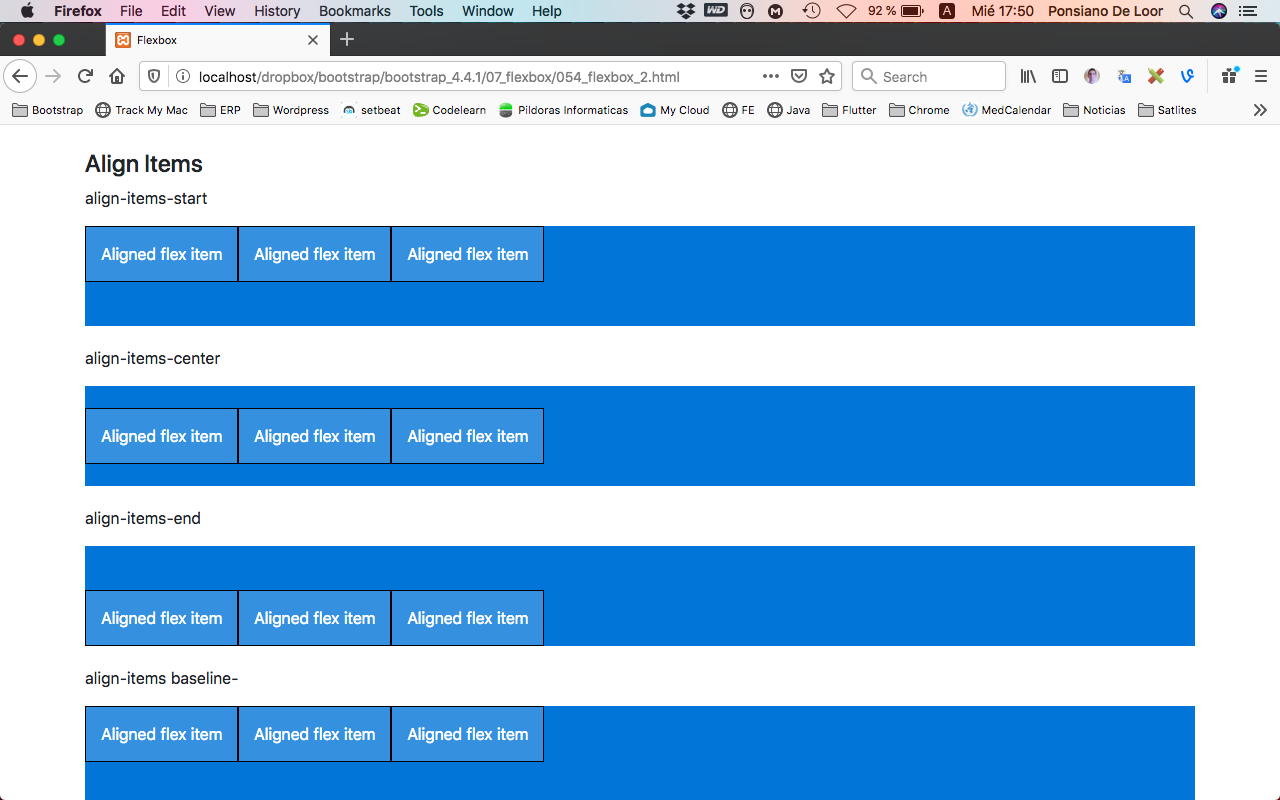 Firefox File Edit View History Bookmarks Tools Window Help WD M 92 % A Mié 17:50 Ponsiano De Loor
Flexbox
localhost/dropbox/bootstrap/bootstrap_4.4.1/07_flexbox/054_flexbox_2.html Search
Bootstrap Track My Mac ERP Wordpress setbeat Codelearn Pildoras Informaticas My Cloud FE Java Flutter Chrome MedCalendar Noticias Satlites
Align Items
align-items-start
Aligned flex item Aligned flex item Aligned flex item
align-items-center
Aligned flex item Aligned flex item Aligned flex item
align-items-end
Aligned flex item Aligned flex item Aligned flex item
align-items baseline-
Aligned flex item Aligned flex item Aligned flex item